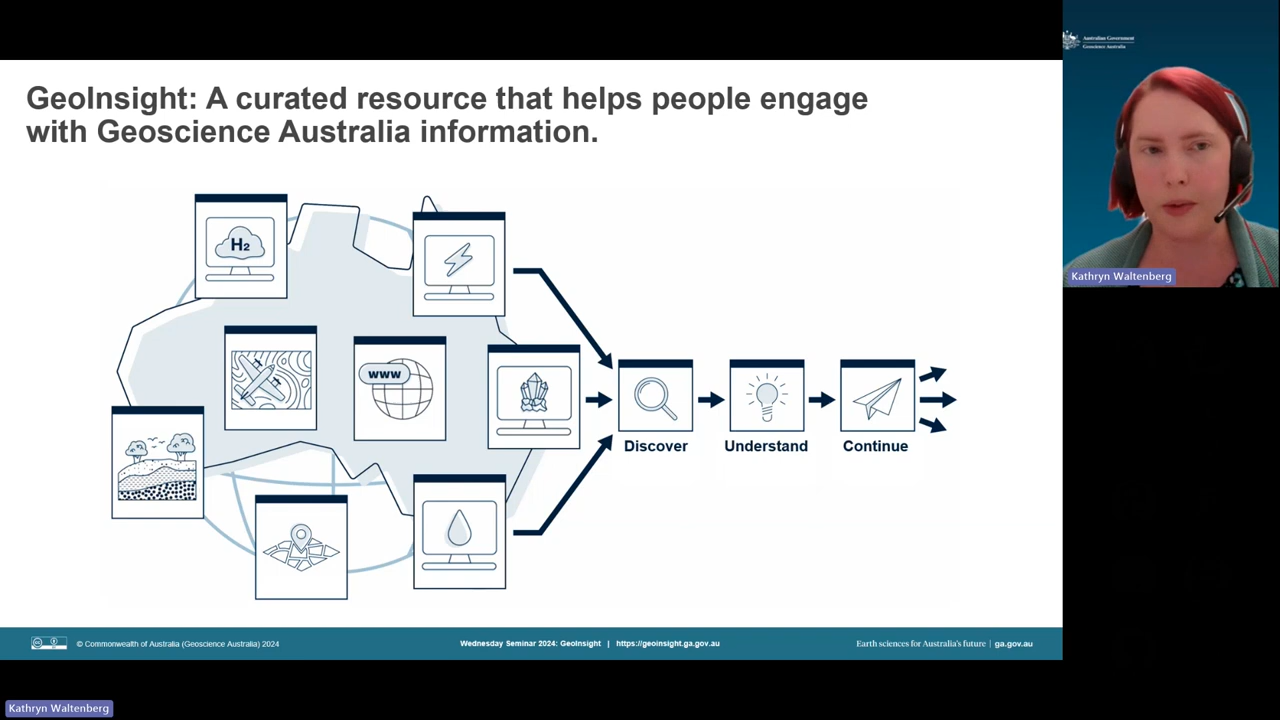 GeoInsight: A curated resource that helps people engage
with Geoscience Australia information.
Australian Government
Geoscience Australia
Kathryn Waltenberg
H2
www
Discover
Understand
Continue
© Commonwealth of Australia (Geoscience Australia) 2024
Wednesday Seminar 2024: GeoInsight | https://geoinsight.ga.gov.au
Earth sciences for Australia's future | ga.gov.au
Kathryn Waltenberg